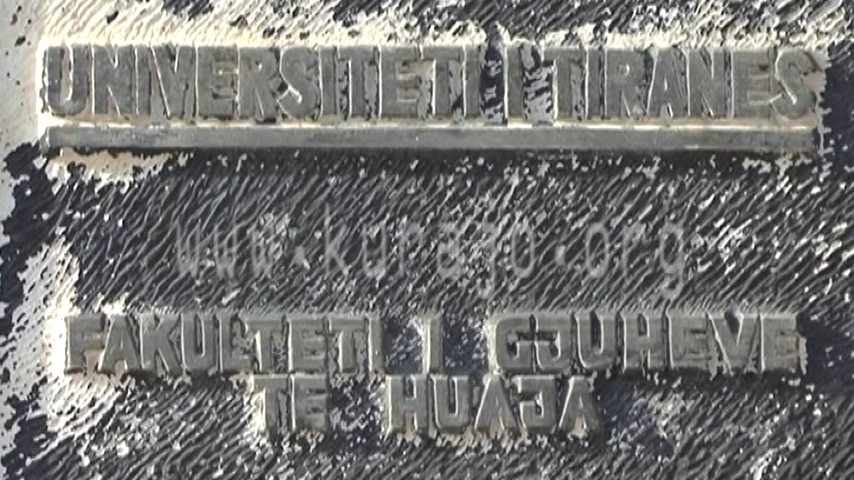 UNIVERSITETI I TIRANES
www.kurajo.org
FAKULTETI I GJUHEVE
TE HUAJA